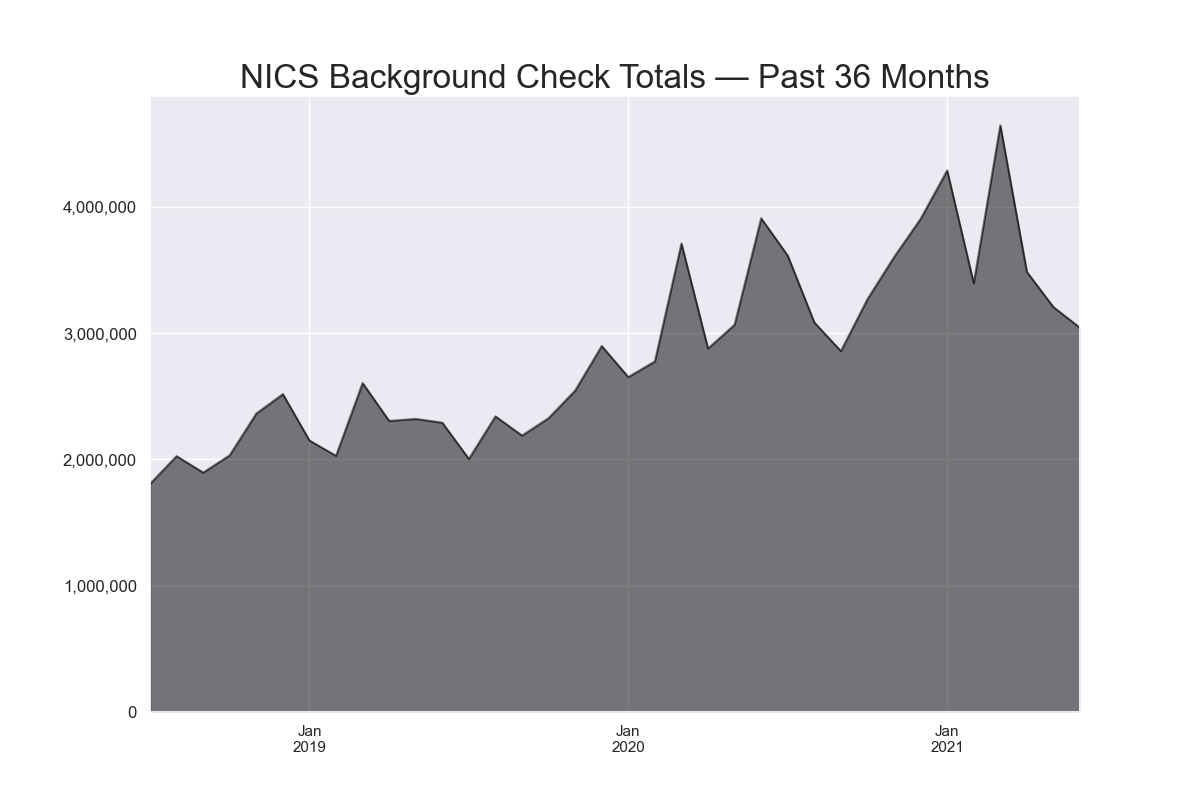 NICS Background Check Totals — Past 36 Months
4,000,000
3,000,000
2,000,000
1,000,000
0
Jan
2019
Jan
2020
Jan
2021